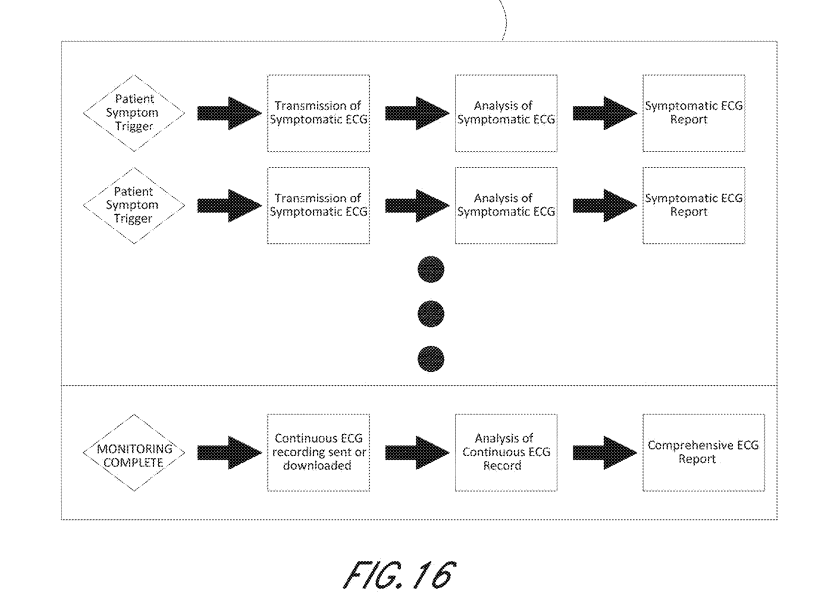 Patient
Symptom
Trigger
Transmission of
Symptomatic ECG
Analysis of
Symptomatic ECG
Symptomatic ECG
Report
Patient
Symptom
Trigger
Transmission of
Symptomatic ECG
Analysis of
Symptomatic ECG
Symptomatic ECG
Report
MONITORING
COMPLETE
Continuous ECG
recording sent or
downloaded
Analysis of
Continuous ECG
Record
Comprehensive ECG
Report
FIG. 16